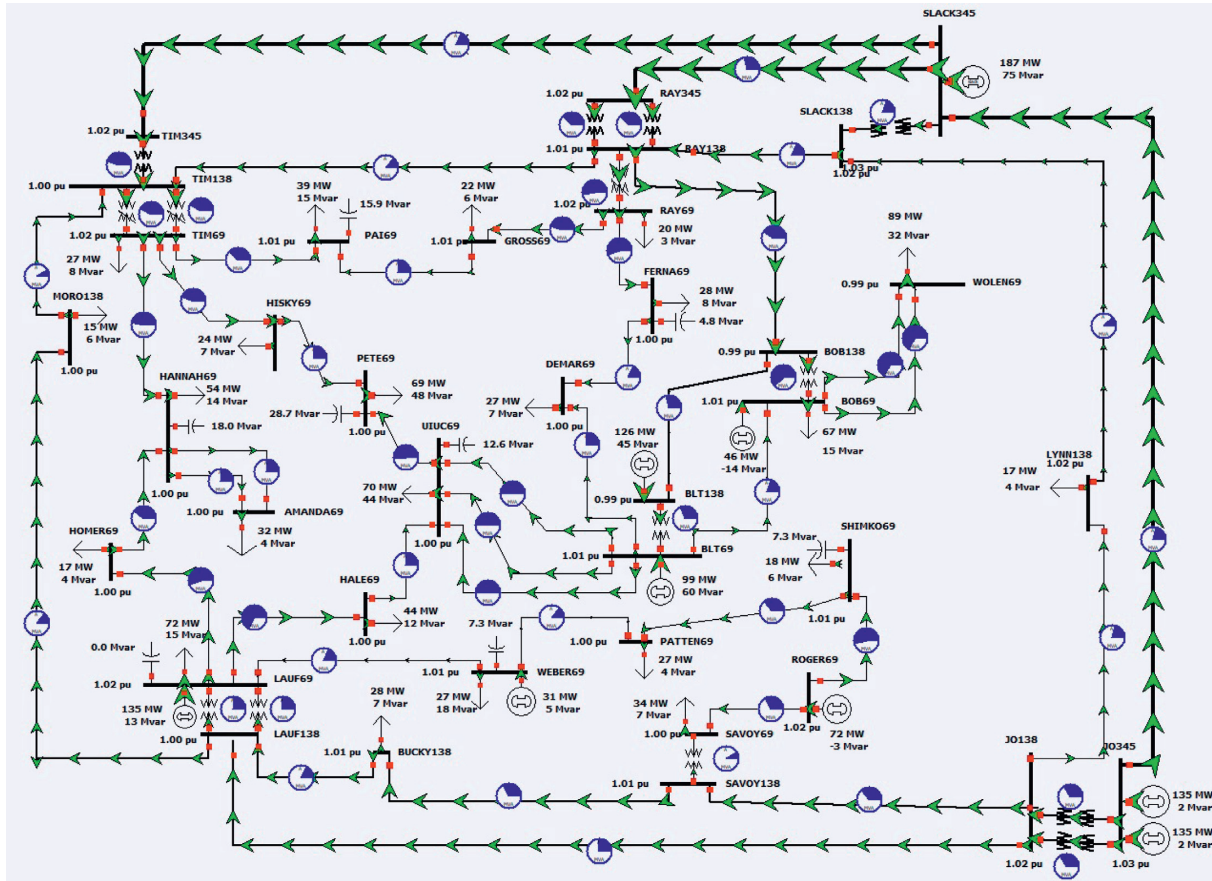 SLACK345
187 MW
75 Mvar
RAY345
1.02 pu
SLACK138
TIM345
1.02 pu
1.01 pu
RAY138
1.03 pu
1.02 pu
TIM138
1.00 pu
39 MW
15 Mvar
15.9 Mvar
22 MW
6 Mvar
1.02 pu
RAY69
89 MW
32 Mvar
1.02 pu
TIM69
1.01 pu
PAI69
1.01 pu
GROSS69
20 MW
3 Mvar
27 MW
8 Mvar
FERNA69
28 MW
8 Mvar
4.8 Mvar
1.00 pu
0.99 pu
WOLEN69
MORO138
15 MW
6 Mvar
1.00 pu
HISKY69
24 MW
7 Mvar
PETE69
69 MW
48 Mvar
28.7 Mvar
1.00 pu
DEMAR69
27 MW
7 Mvar
1.00 pu
0.99 pu
BOB138
1.01 pu
BOB69
67 MW
15 Mvar
46 MW
-14 Mvar
HANNAH69
54 MW
14 Mvar
18.0 Mvar
1.00 pu
UIUC69
12.6 Mvar
126 MW
45 Mvar
LYNN138
1.02 pu
17 MW
4 Mvar
70 MW
44 Mvar
1.00 pu
0.99 pu
BLT138
1.00 pu
AMANDA69
32 MW
4 Mvar
HOMER69
17 MW
4 Mvar
1.00 pu
1.01 pu
BLT69
99 MW
60 Mvar
SHIMKO69
7.3 Mvar
18 MW
6 Mvar
1.01 pu
HALE69
44 MW
12 Mvar
1.00 pu
72 MW
15 Mvar
0.0 Mvar
7.3 Mvar
1.00 pu
PATTEN69
27 MW
4 Mvar
1.02 pu
LAUF69
1.01 pu
WEBER69
27 MW
18 Mvar
31 MW
5 Mvar
ROGER69
1.02 pu
72 MW
-3 Mvar
135 MW
13 Mvar
28 MW
7 Mvar
34 MW
7 Mvar
1.00 pu
SAVOY69
1.00 pu
LAUF138
1.01 pu
BUCKY138
1.01 pu
SAVOY138
JO138
JO345
135 MW
2 Mvar
135 MW
2 Mvar
1.02 pu
1.03 pu